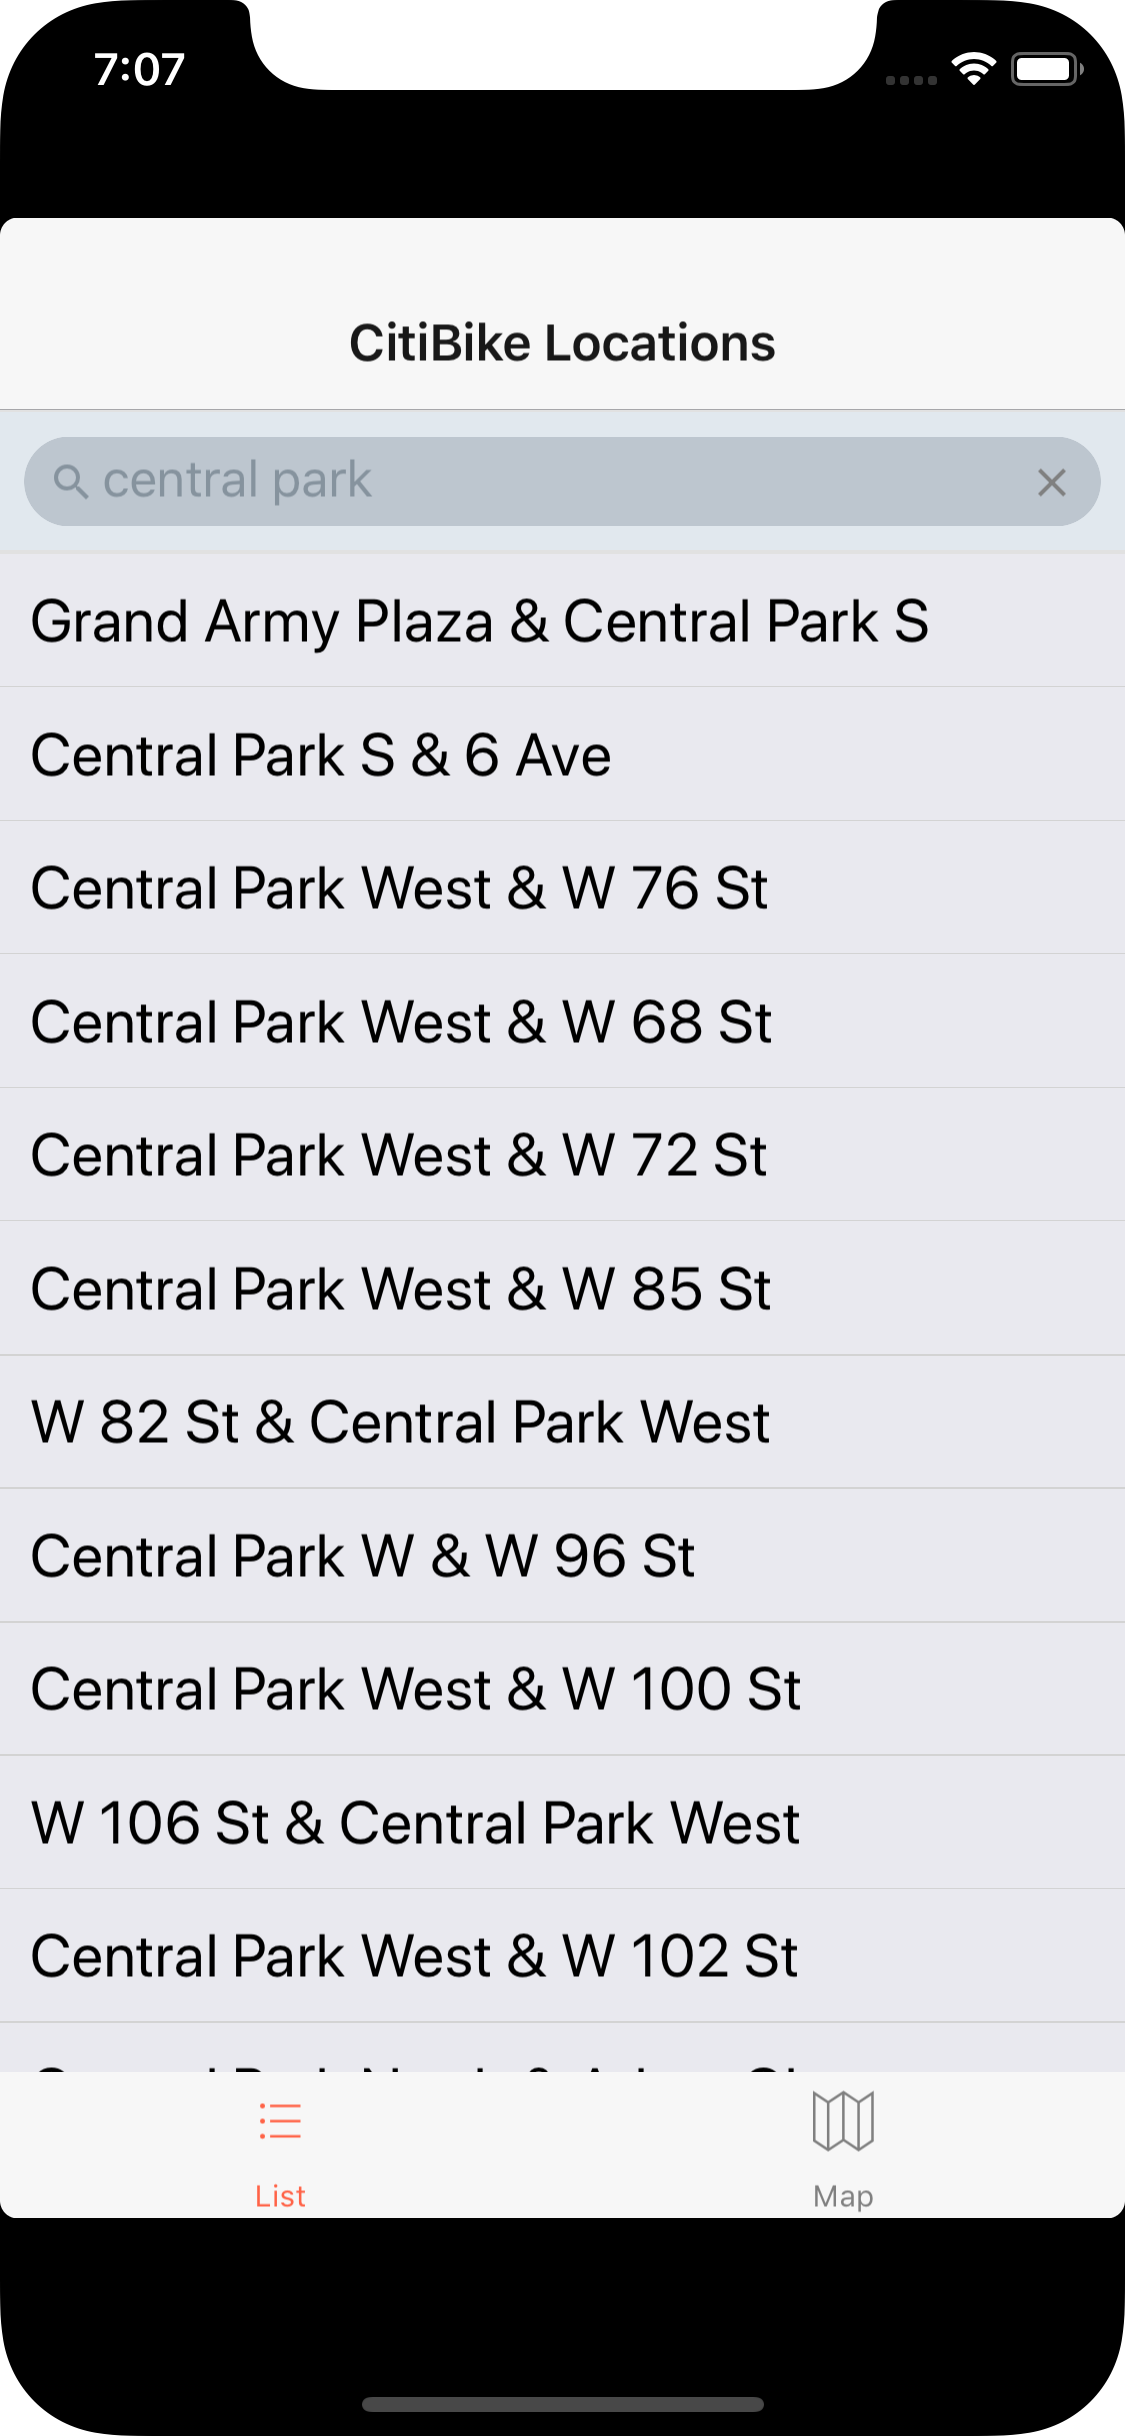 7:07
CitiBike Locations
central park
Grand Army Plaza & Central Park S
Central Park S & 6 Ave
Central Park West & W 76 St
Central Park West & W 68 St
Central Park West & W 72 St
Central Park West & W 85 St
W 82 St & Central Park West
Central Park W & W 96 St
Central Park West & W 100 St
W 106 St & Central Park West
Central Park West & W 102 St
List
Map